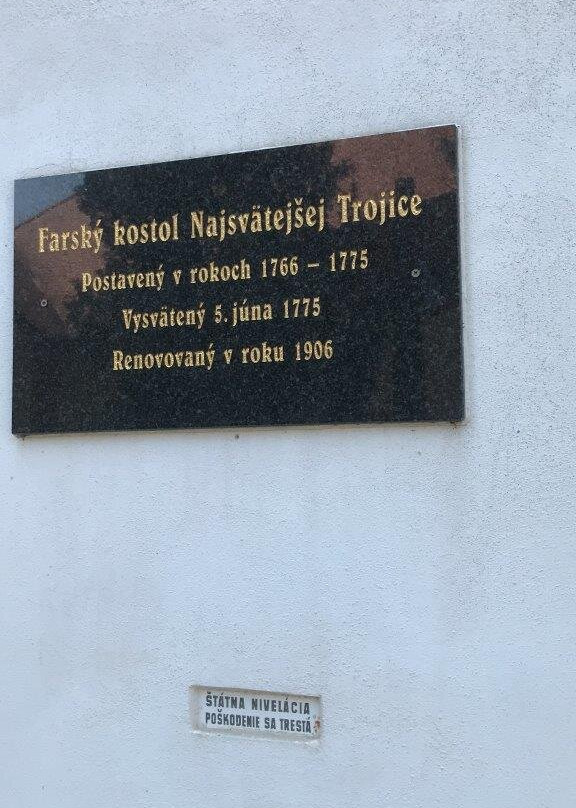 Farský kostol Najsvätejšej Trojice
Postavený v rokoch 1766 – 1775
Vysvätený 5. júna 1775
Renovovaný v roku 1906
ŠTÁTNA NIVELÁCIA
POŠKODENIE SA TRESTÁ